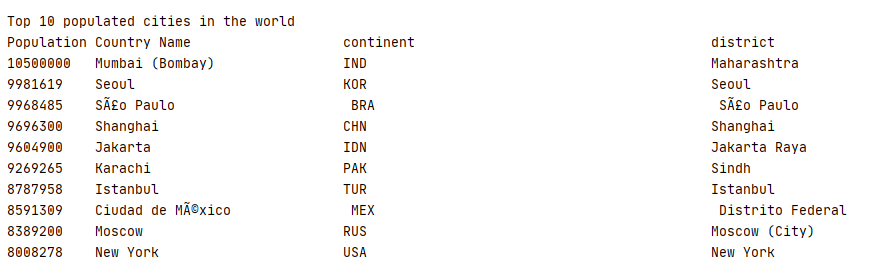 Top 10 populated cities in the world
Population Country Name continent district
10500000 Mumbai (Bombay) IND Maharashtra
9981619 Seoul KOR Seoul
9968485 SÃ£o Paulo BRA SÃ£o Paulo
9696300 Shanghai CHN Shanghai
9604900 Jakarta IDN Jakarta Raya
9269265 Karachi PAK Sindh
8787958 Istanbul TUR Istanbul
8591309 Ciudad de MÃ©xico MEX Distrito Federal
8389200 Moscow RUS Moscow (City)
8008278 New York USA New York